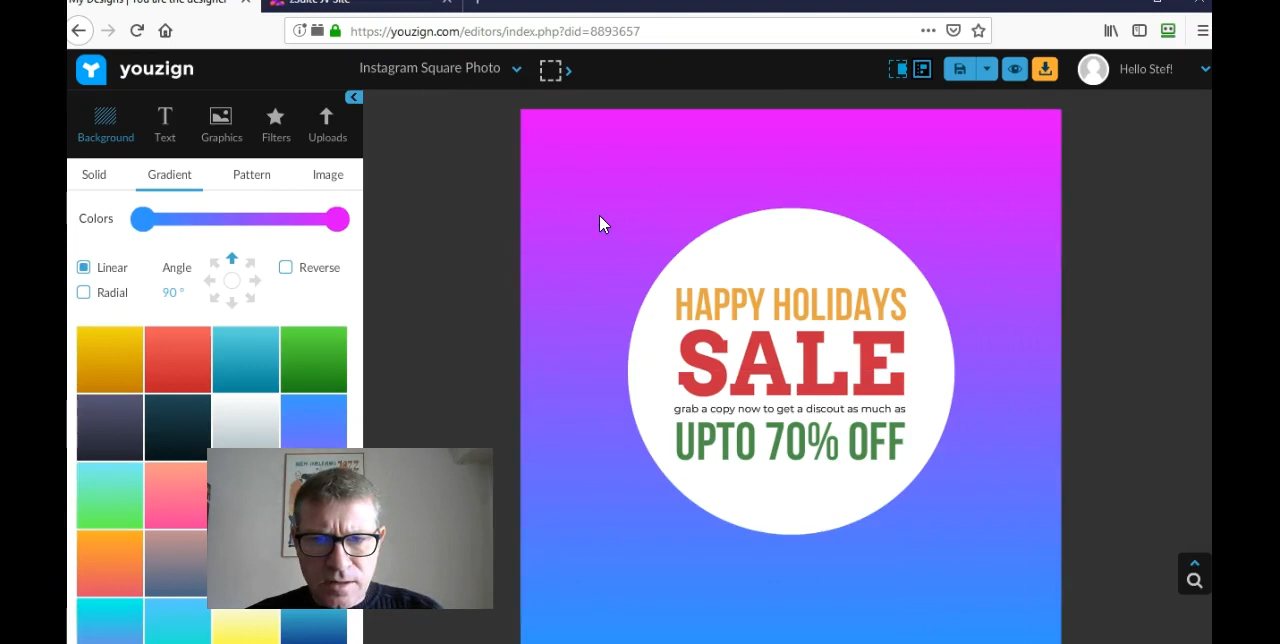 My Designs | You are the designer
https://youzign.com/editors/index.php?did=8893657
youzign
Instagram Square Photo
Hello Stef!
Background
Text
Graphics
Filters
Uploads
Solid
Gradient
Pattern
Image
Colors
Linear
Angle
Reverse
Radial
90 °
HAPPY HOLIDAYS
SALE
grab a copy now to get a discout as much as
UPTO 70% OFF